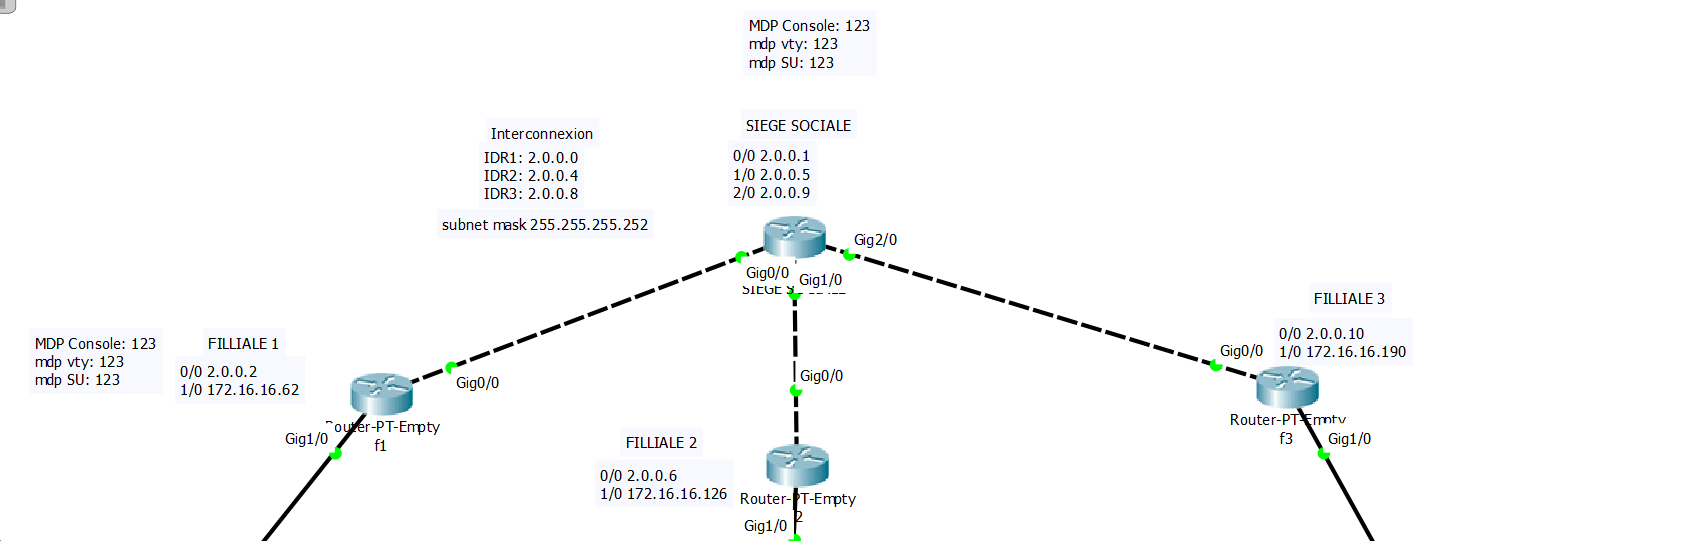 MDP Console: 123
mdp vty: 123
mdp SU: 123
SIEGE SOCIALE
0/0 2.0.0.1
1/0 2.0.0.5
2/0 2.0.0.9
Interconnexion
IDR1: 2.0.0.0
IDR2: 2.0.0.4
IDR3: 2.0.0.8
subnet mask 255.255.255.252
Gig2/0
Gig0/0
Gig1/0
SIEGE
MDP Console: 123
mdp vty: 123
mdp SU: 123
FILLIALE 1
0/0 2.0.0.2
1/0 172.16.16.62
Gig0/0
Router-PT-Empty
f1
Gig1/0
Gig0/0
FILLIALE 2
0/0 2.0.0.6
1/0 172.16.16.126
Router-PT-Empty
2
Gig1/0
FILLIALE 3
0/0 2.0.0.10
1/0 172.16.16.190
Gig0/0
Router-PT-Empty
f3
Gig1/0